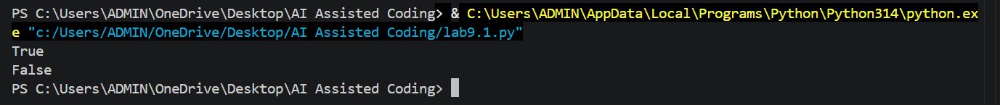 PS C:\Users\ADMIN\OneDrive\Desktop\AI Assisted Coding> & C:\Users\ADMIN\AppData\Local\Programs\Python\Python314\python.ex
e "c:/Users/ADMIN/OneDrive/Desktop/AI Assisted Coding/lab9.1.py"
True
False
PS C:\Users\ADMIN\OneDrive\Desktop\AI Assisted Coding>